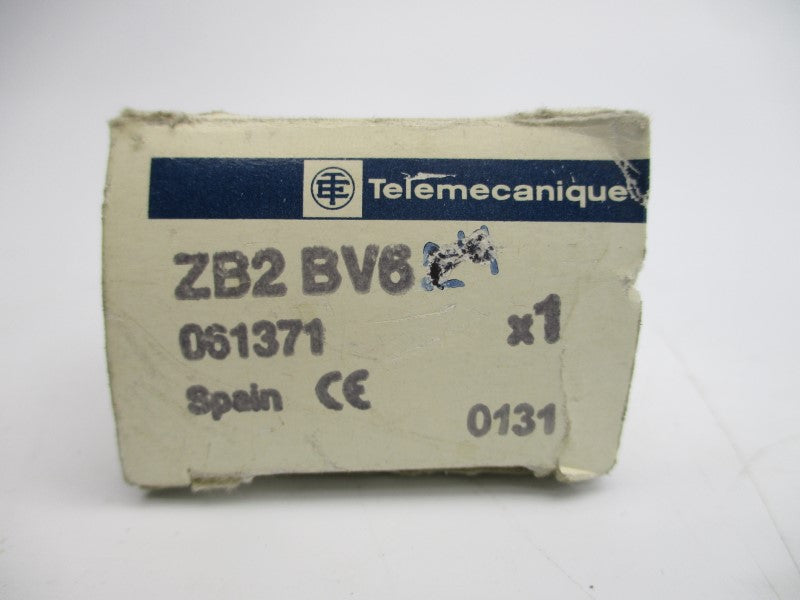 Telemecanique
ZB2 BV6
061371 x1
Spain CE
0131